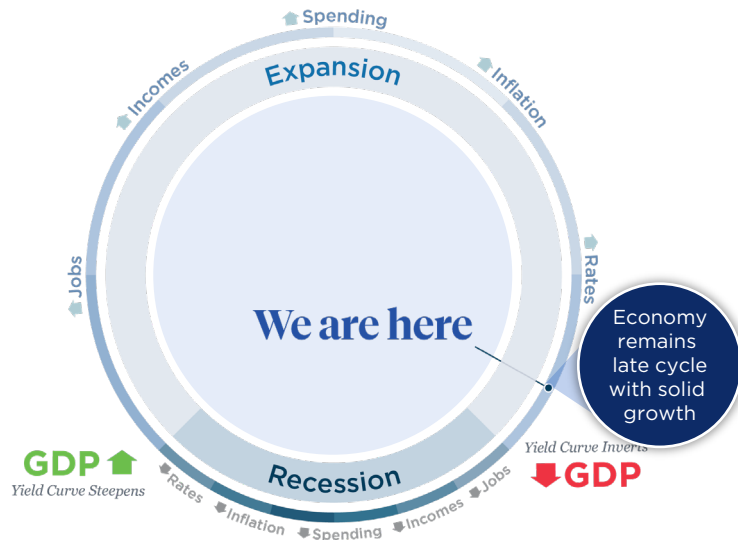 Spending
Expansion
Incomes
Inflation
Jobs
Rates
We are here
Economy
remains
late cycle
with solid
growth
GDP
Yield Curve Steepens
Yield Curve Inverts
GDP
Recession
Rates
Inflation
Spending
Incomes
Jobs